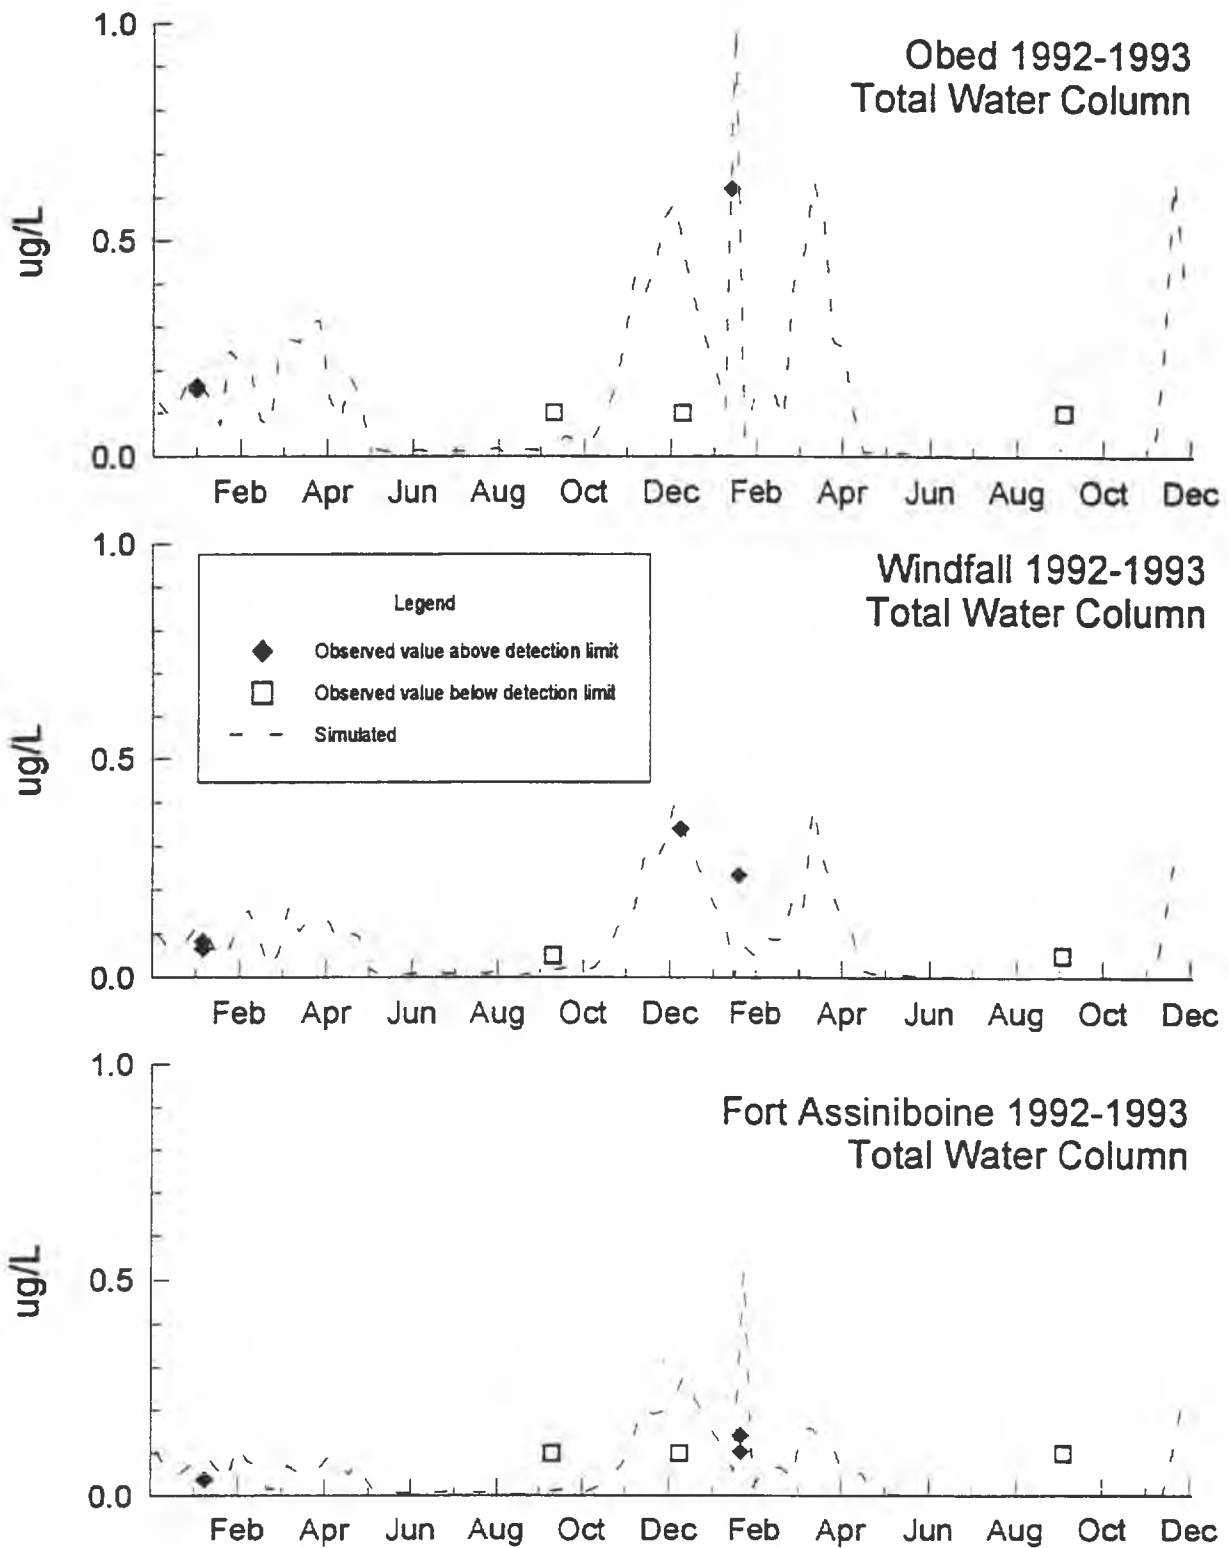 Obed 1992-1993
Total Water Column
ug/L
1.0
0.5
0.0
Feb Apr Jun Aug Oct Dec Feb Apr Jun Aug Oct Dec
Windfall 1992-1993
Total Water Column
Legend
Observed value above detection limit
Observed value below detection limit
Simulated
ug/L
1.0
0.5
0.0
Feb Apr Jun Aug Oct Dec Feb Apr Jun Aug Oct Dec
Fort Assiniboine 1992-1993
Total Water Column
ug/L
1.0
0.5
0.0
Feb Apr Jun Aug Oct Dec Feb Apr Jun Aug Oct Dec